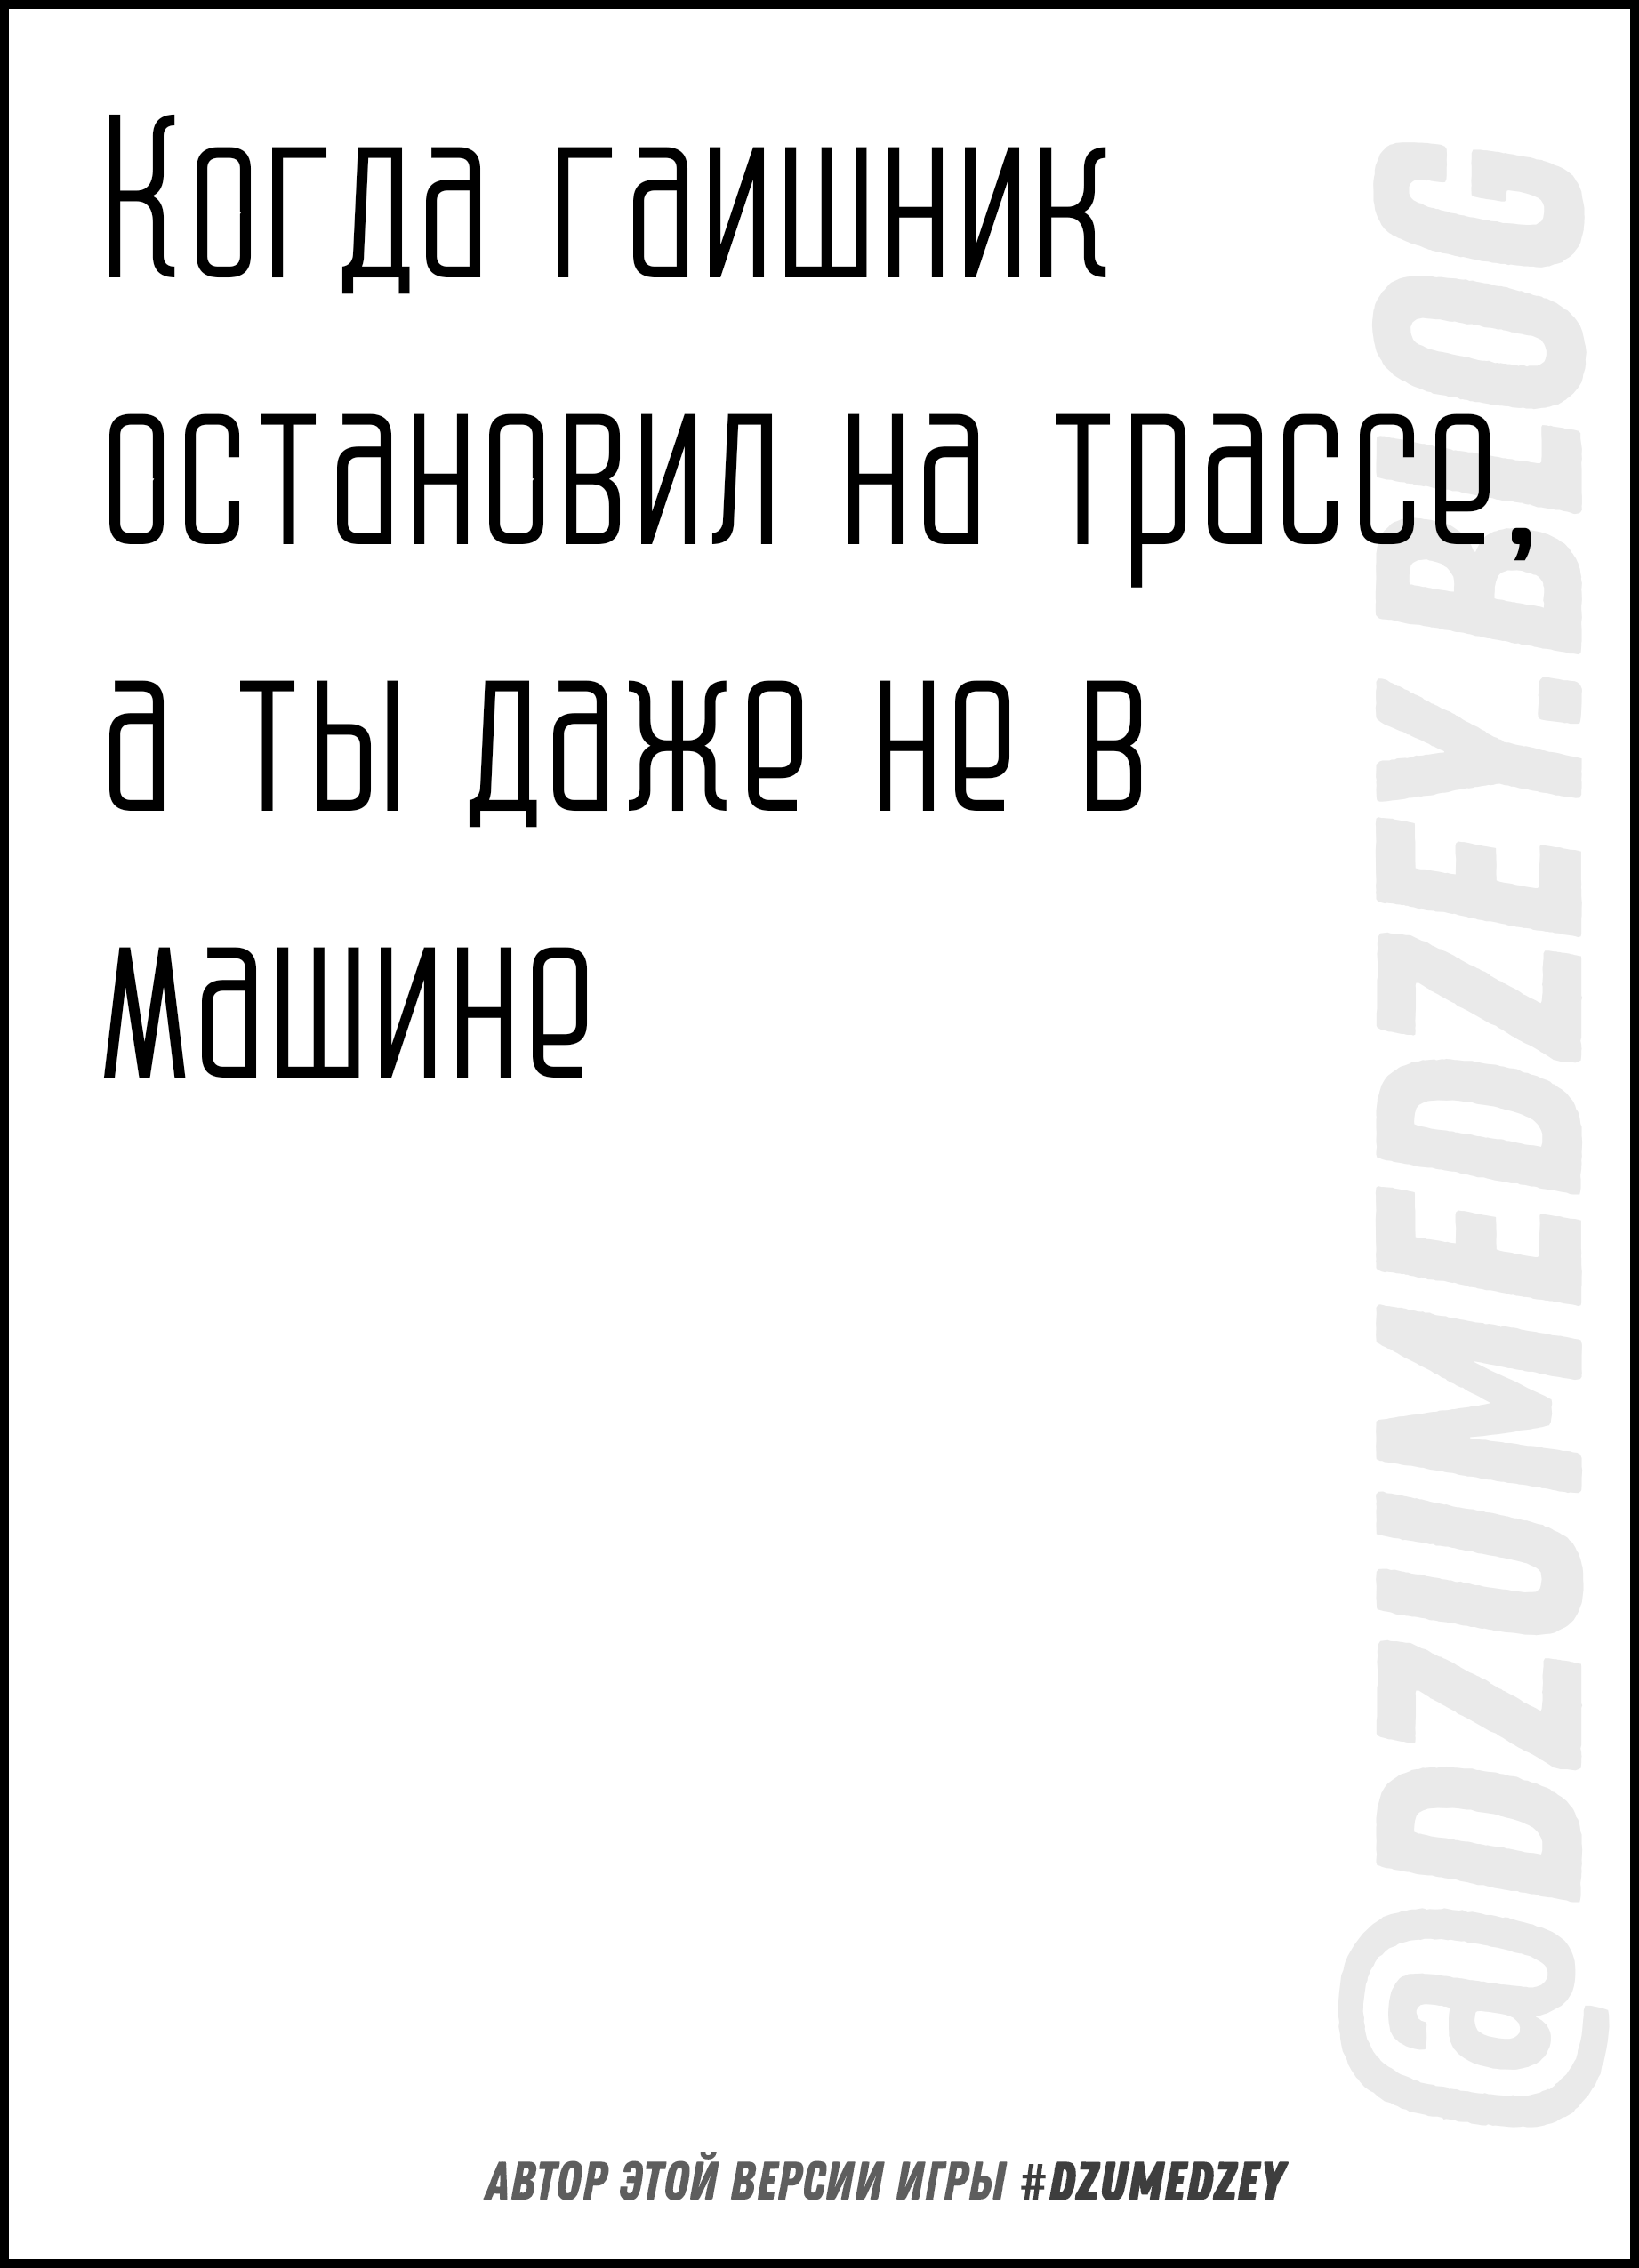 Когда гаишник
остановил на трассе,
а ты даже не в
машине
@DZUMEDZEY.BLOG
АВТОР ЭТОЙ ВЕРСИИ ИГРЫ #DZUMEDZEY